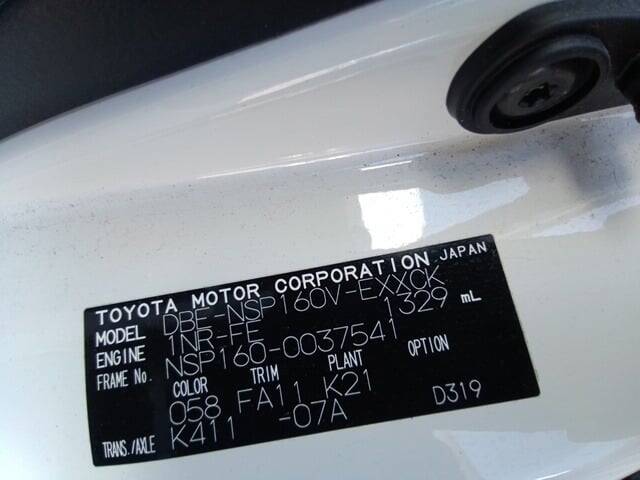 TOYOTA MOTOR CORPORATION JAPAN
MODEL DBE-NSP160V-EXXCK
ENGINE 1NR-FE 1329 mL
FRAME No. NSP160-0037541
COLOR TRIM PLANT OPTION
058 FA11 K21
TRANS./AXLE K411 -07A D319